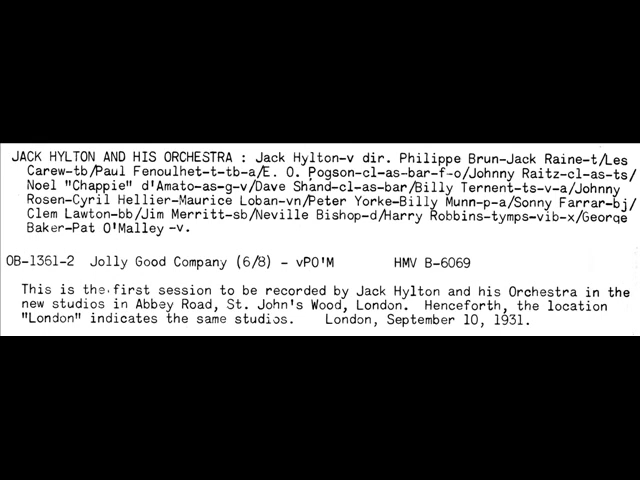 JACK HYLTON AND HIS ORCHESTRA : Jack Hylton-v dir. Philippe Brun-Jack Raine-t/Les
Carew-tb/Paul Fenoulhet-t-tb-a/E. O. Pogson-cl-as-bar-f-o/Johnny Raitz-cl-as-ts/
Noel "Chappie" d'Amato-as-g-v/Dave Shand-cl-as-bar/Billy Ternent-ts-v-a/Johnny
Rosen-Cyril Hellier-Maurice Loban-vn/Peter Yorke-Billy Munn-p-a/Sonny Farrar-bj/
Clem Lawton-bb/Jim Merritt-sb/Neville Bishop-d/Harry Robbins-tymps-vib-x/George
Baker-Pat O'Malley -v.
OB-1361-2 Jolly Good Company (6/8) - vPO'M HMV B-6069
This is the first session to be recorded by Jack Hylton and his Orchestra in the
new studios in Abbey Road, St. John's Wood, London. Henceforth, the location
"London" indicates the same studios. London, September 10, 1931.